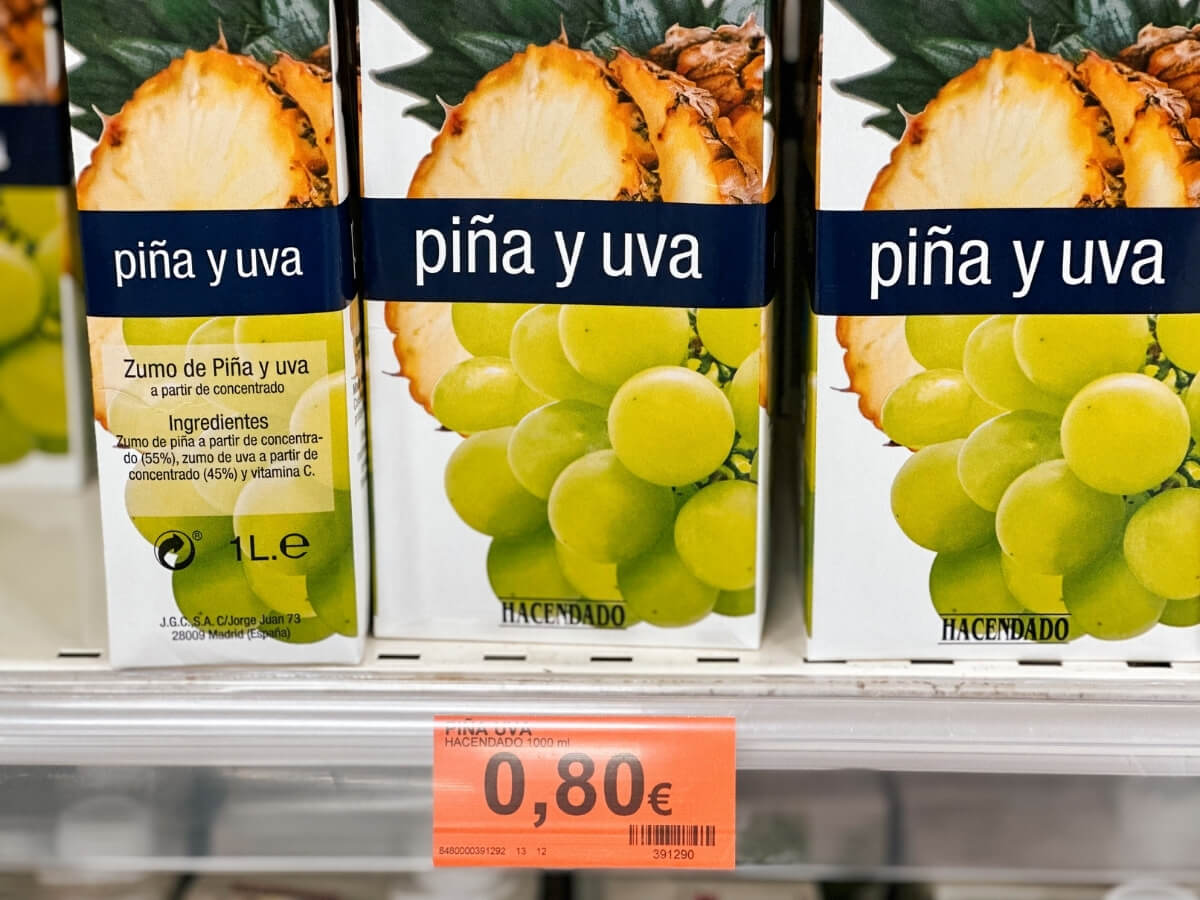 piña y uva
Zumo de Piña y uva
a partir de concentrado
Ingredientes
Zumo de piña a partir de concentra-
do (55%), zumo de uva a partir de
concentrado (45%) y vitamina C.
®
1L.e
J.G.C.,S.A. C/Jorge Juan 73
28009 Madrid (España)
piña y uva
HACENDADO
piña y uva
HACENDADO
PIÑA UVA
HACENDADO 1000 ml
0,80€
8480000391292 13 12
391290